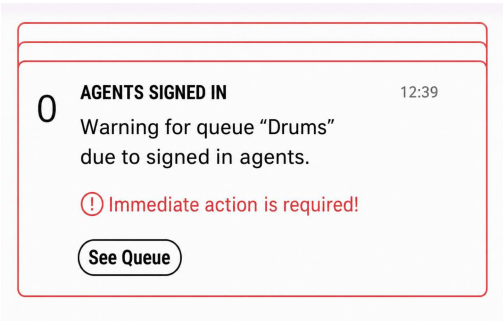 0
AGENTS SIGNED IN
12:39
Warning for queue “Drums”
due to signed in agents.
! Immediate action is required!
See Queue